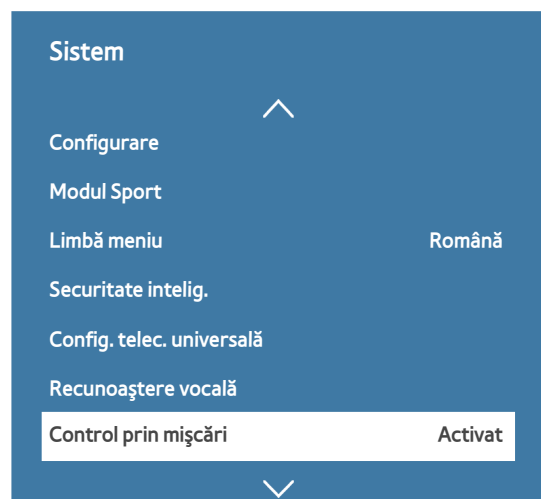 Sistem
Configurare
Modul Sport
Limbă meniu Română
Securitate intelig.
Config. telec. universală
Recunoaştere vocală
Control prin mişcări Activat